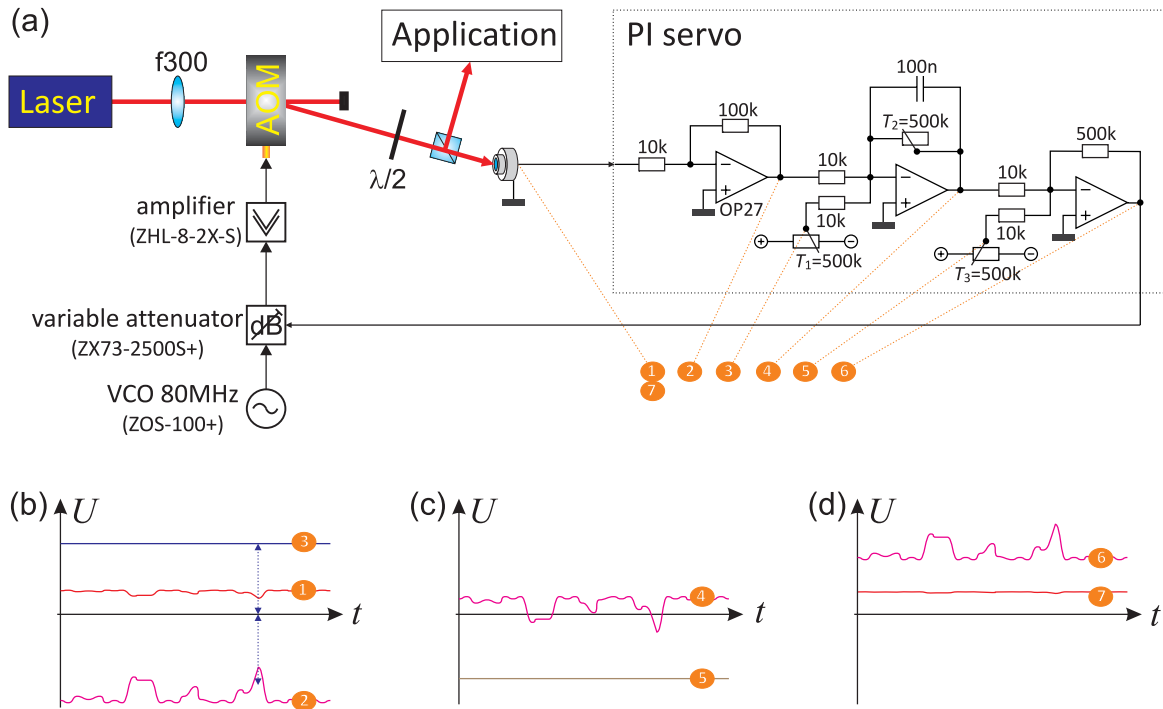 (a)
Application
PI servo
f300
Laser
AOM
λ/2
100n
T2=500k
100k
10k
10k
10k
500k
OP27
10k
10k
T1=500k
T3=500k
amplifier
(ZHL-8-2X-S)
variable attenuator
(ZX73-2500S+)
dB
VCO 80MHz
(ZOS-100+)
1 2 3 4 5 6
7
(b) U
3
1
t
2
(c) U
4
t
5
(d) U
6
7
t